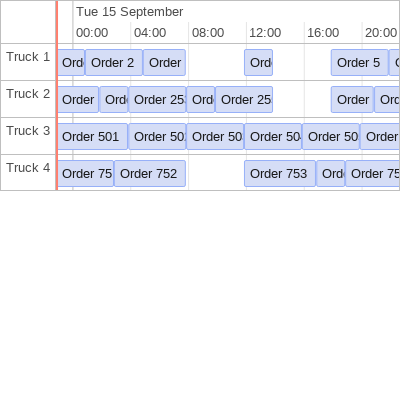 Tue 15 September
00:00 04:00 08:00 12:00 16:00 20:00
Truck 1 Ord Order 2 Order Ord Order 5
Truck 2 Order Ord Order 25 Ord Order 25 Order Ord
Truck 3 Order 501 Order 50 Order 50 Order 50 Order 50 Order
Truck 4 Order 75 Order 752 Order 753 Ord Order 75